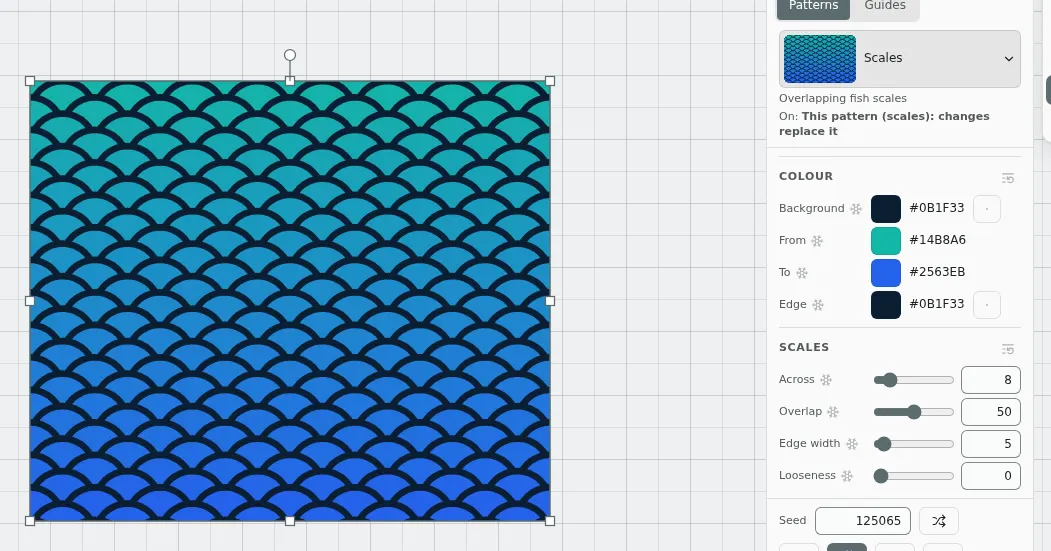 Patterns Guides
Scales
Overlapping fish scales
On: This pattern (scales): changes
replace it
COLOUR
Background #0B1F33
From #14B8A6
To #2563EB
Edge #0B1F33
SCALES
Across 8
Overlap 50
Edge width 5
Looseness 0
Seed 125065